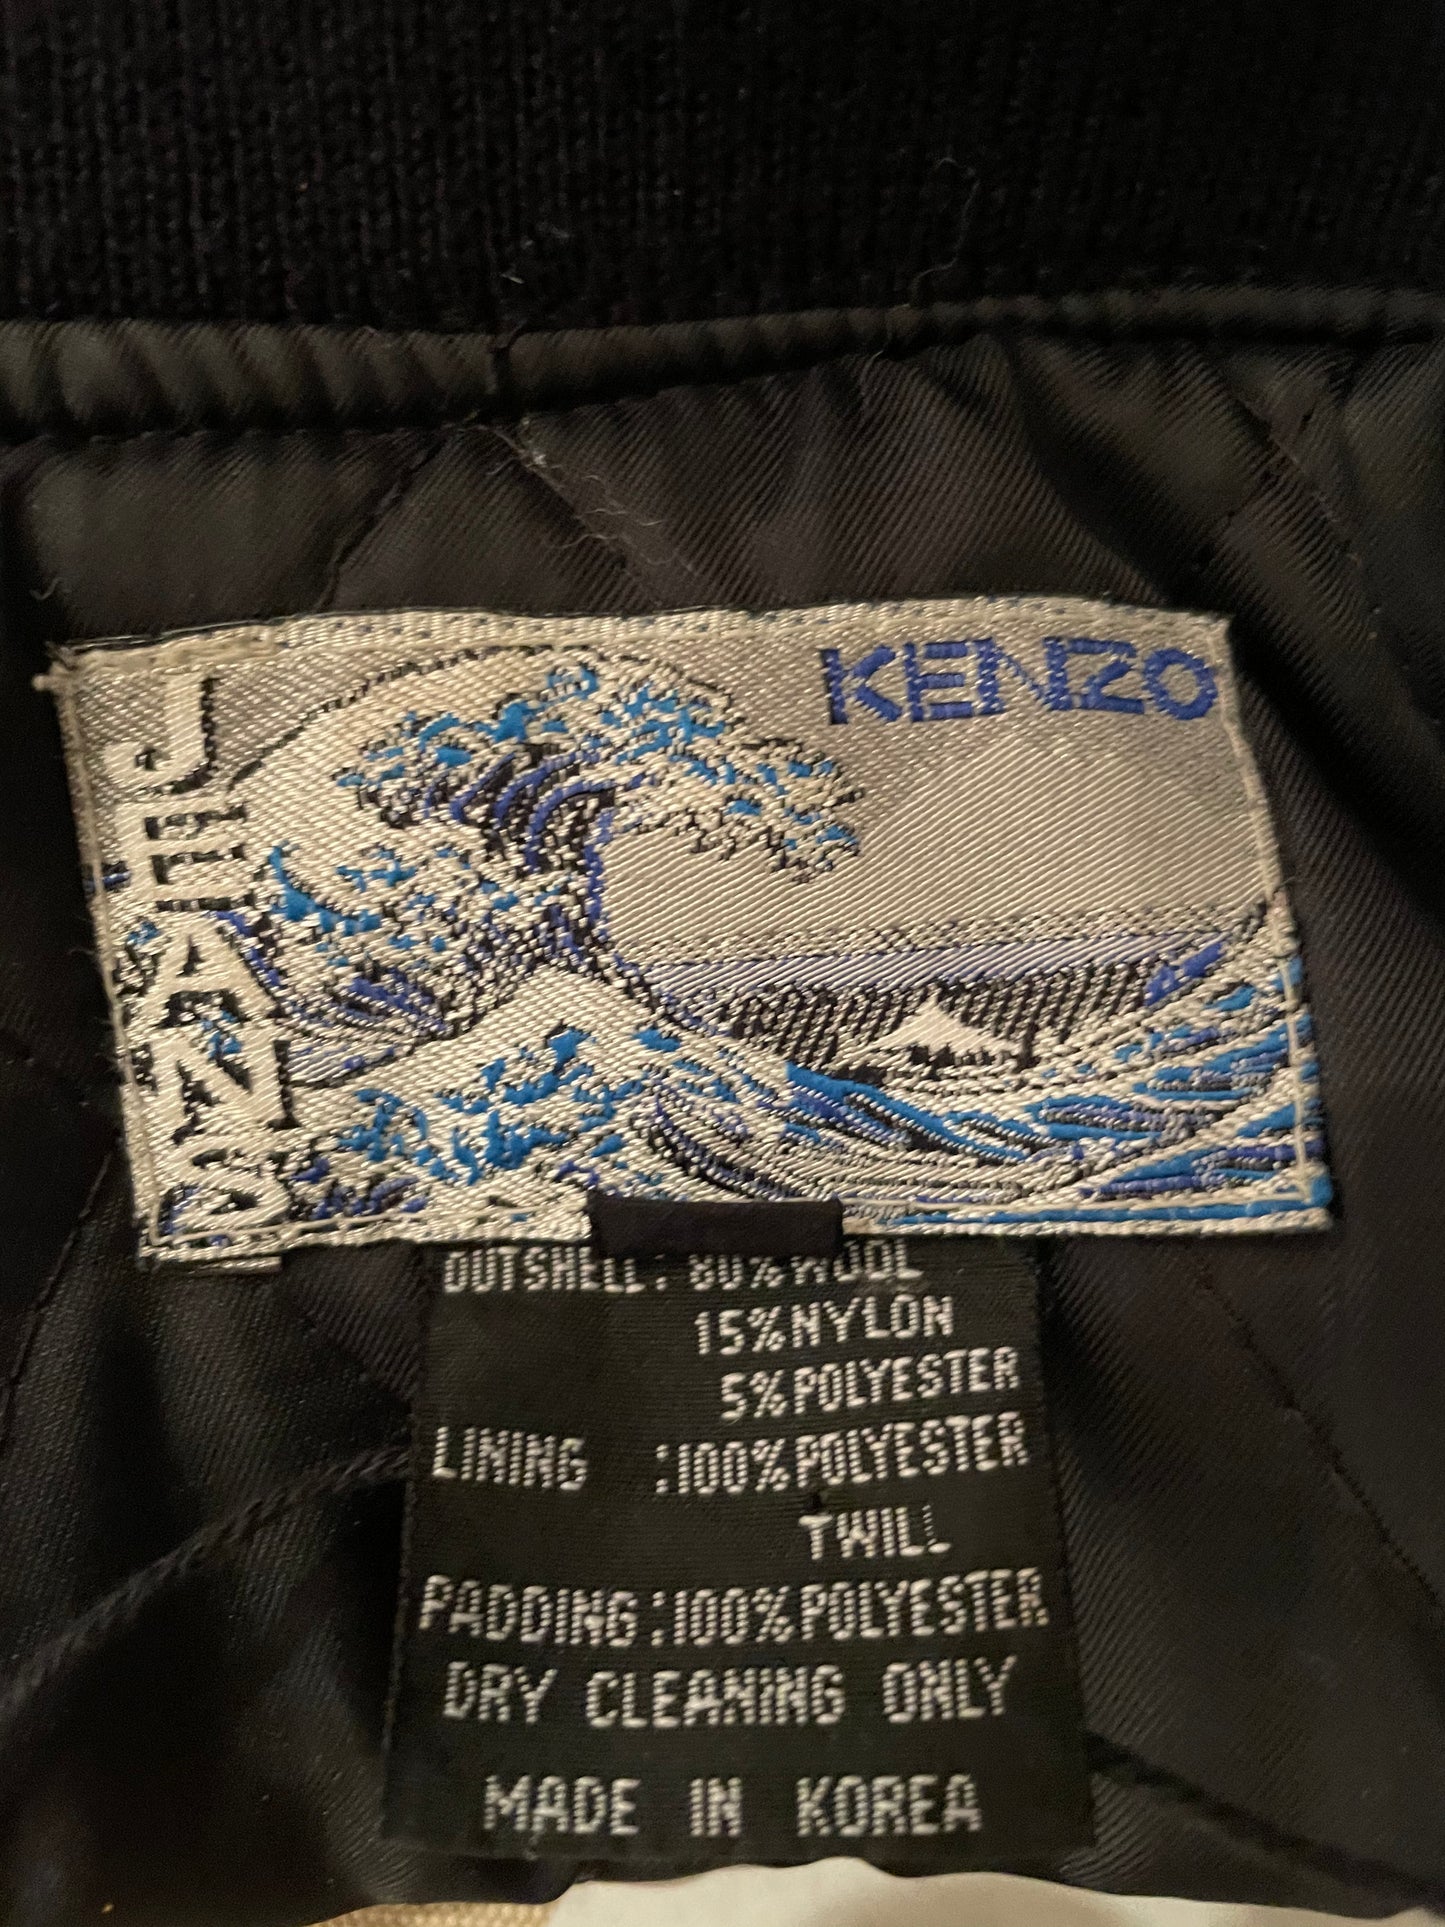 KENZO
JEANS
OUTSHELL: 80% WOOL
15%NYLON
5%POLYESTER
LINING :100%POLYESTER
TWILL
PADDING:100%POLYESTER
DRY CLEANING ONLY
MADE IN KOREA